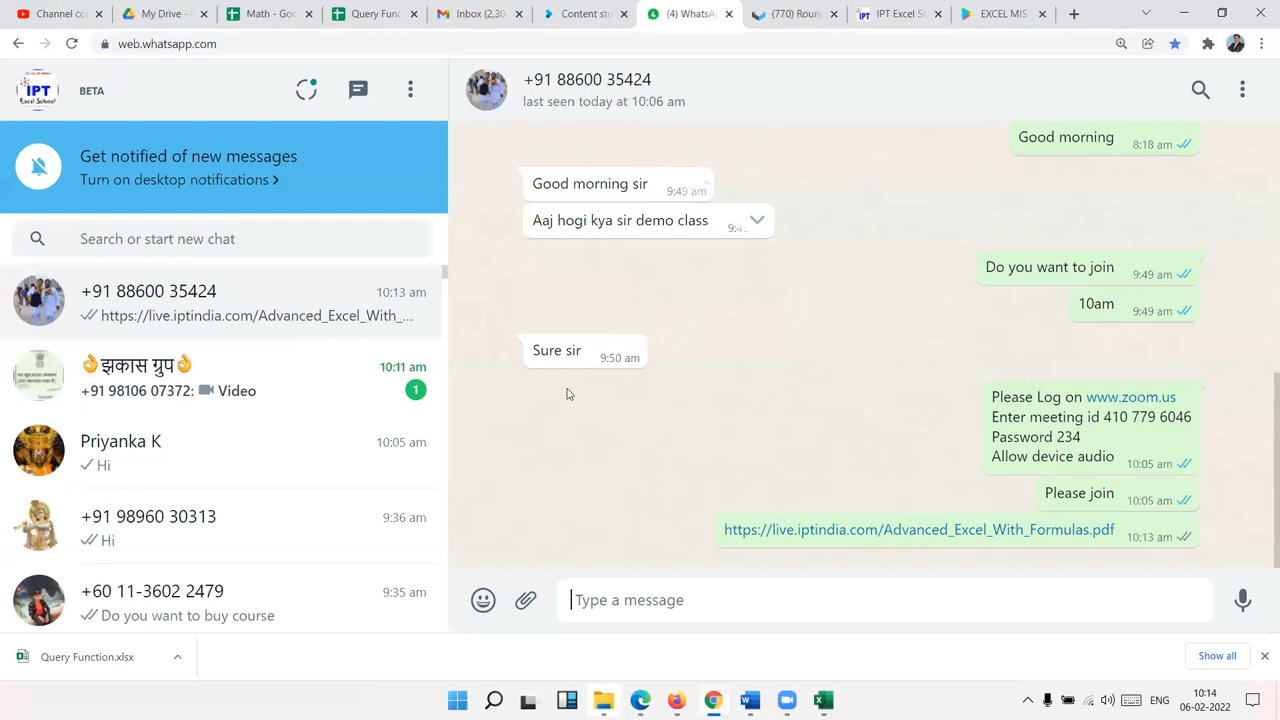 Channel co
My Drive -
Math - Goo
Query Func
Inbox (2,30
Content sto
(4) WhatsA
(770) Roun
IPT Excel Sc
EXCEL MIS
web.whatsapp.com
IPT
Excel School
BETA
Get notified of new messages
Turn on desktop notifications >
Search or start new chat
+91 88600 35424
10:13 am
https://live.iptindia.com/Advanced_Excel_With_...
👌झकास ग्रुप👌
10:11 am
+91 98106 07372: Video
1
Priyanka K
10:05 am
Hi
+91 98960 30313
9:36 am
Hi
+60 11-3602 2479
9:35 am
Do you want to buy course
+91 88600 35424
last seen today at 10:06 am
Good morning
8:18 am
Good morning sir
9:49 am
Aaj hogi kya sir demo class
Do you want to join
9:49 am
10am
9:49 am
Sure sir
9:50 am
Please Log on www.zoom.us
Enter meeting id 410 779 6046
Password 234
Allow device audio
10:05 am
Please join
10:05 am
https://live.iptindia.com/Advanced_Excel_With_Formulas.pdf
10:13 am
Type a message
Query Function.xlsx
Show all
ENG
10:14
06-02-2022